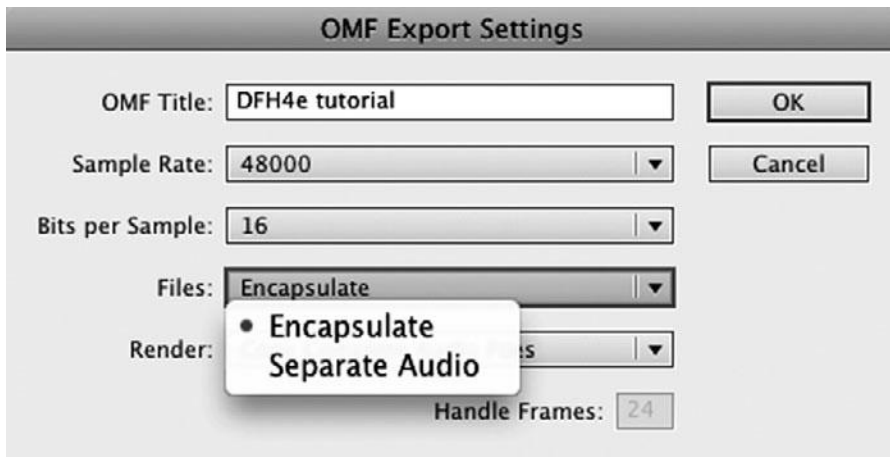 OMF Export Settings
OMF Title: DFH4e tutorial
OK
Sample Rate: 48000
Cancel
Bits per Sample: 16
Files: Encapsulate
• Encapsulate
Render:
Separate Audio
Handle Frames: 24